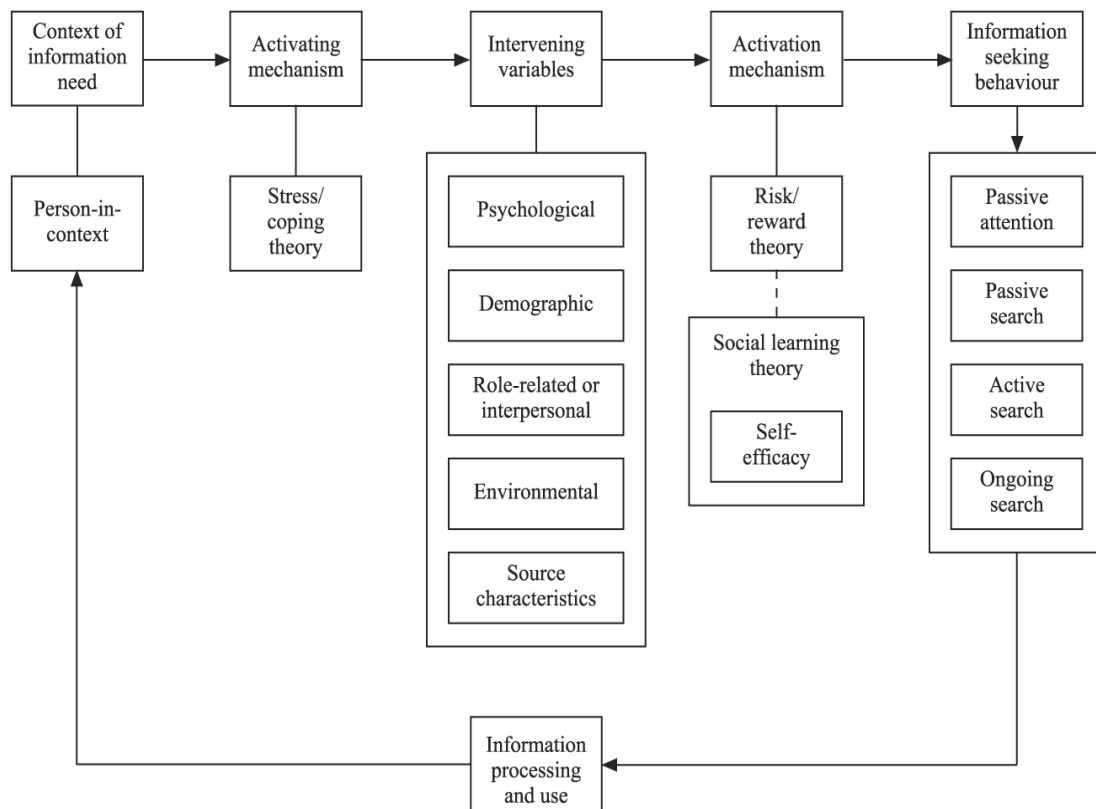 Context of
information
need
Activating
mechanism
Intervening
variables
Activation
mechanism
Information
seeking
behaviour
Person-in-
context
Stress/
coping
theory
Psychological
Demographic
Role-related or
interpersonal
Environmental
Source
characteristics
Risk/
reward
theory
Social learning
theory
Self-
efficacy
Passive
attention
Passive
search
Active
search
Ongoing
search
Information
processing
and use